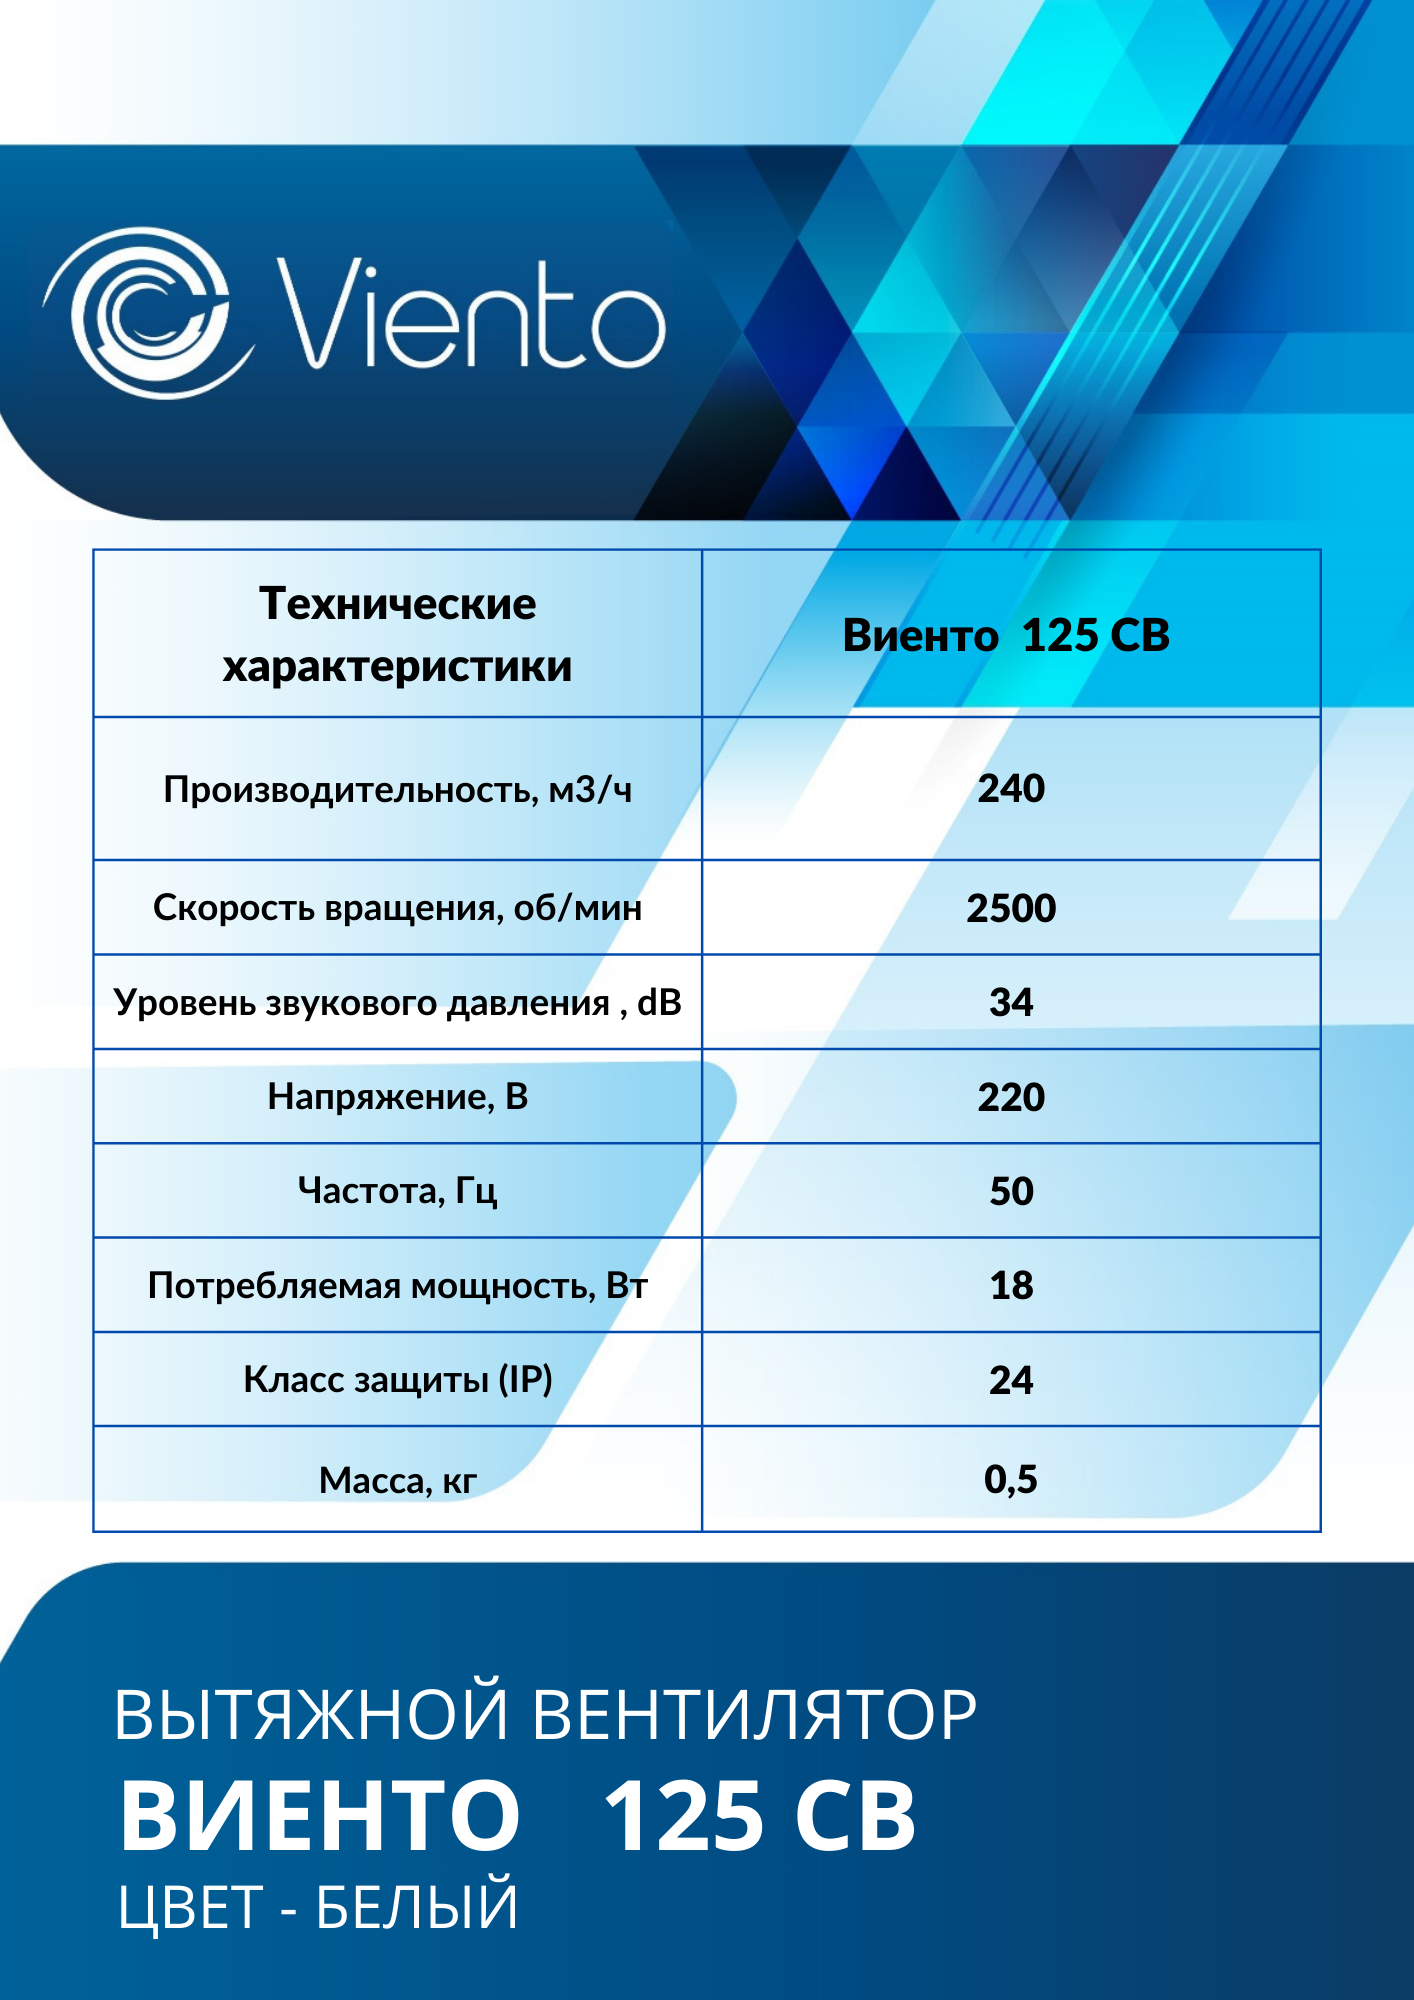 Viento
Технические
характеристики
Виенто 125 СВ
Производительность, м3/ч
240
Скорость вращения, об/мин
2500
Уровень звукового давления , dB
34
Напряжение, В
220
Частота, Гц
50
Потребляемая мощность, Вт
18
Класс защиты (IP)
24
Масса, кг
0,5
ВЫТЯЖНОЙ ВЕНТИЛЯТОР
ВИЕНТО 125 СВ
ЦВЕТ - БЕЛЫЙ